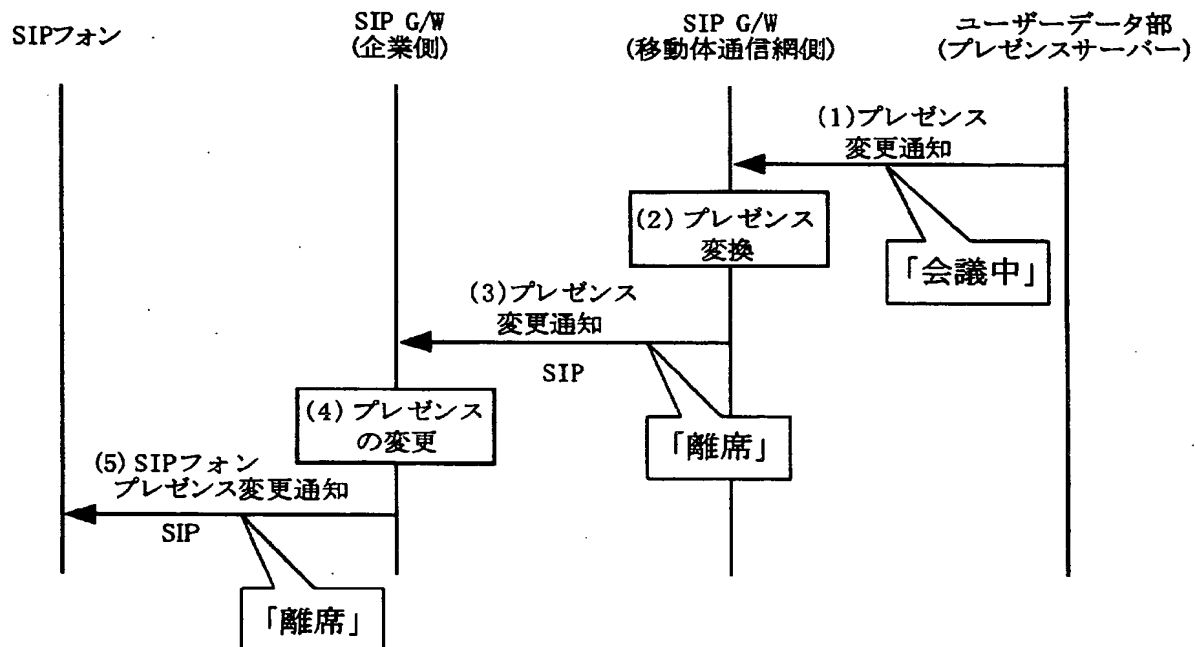 SIPフォン
SIP G/W
(企業側)
SIP G/W
(移動体通信網側)
ユーザーデータ部
(プレゼンスサーバー)
(1)プレゼンス
変更通知
「会議中」
(2)プレゼンス
変換
(3)プレゼンス
変更通知
SIP
「離席」
(4)プレゼンス
の変更
(5)SIPフォン
プレゼンス変更通知
SIP
「離席」